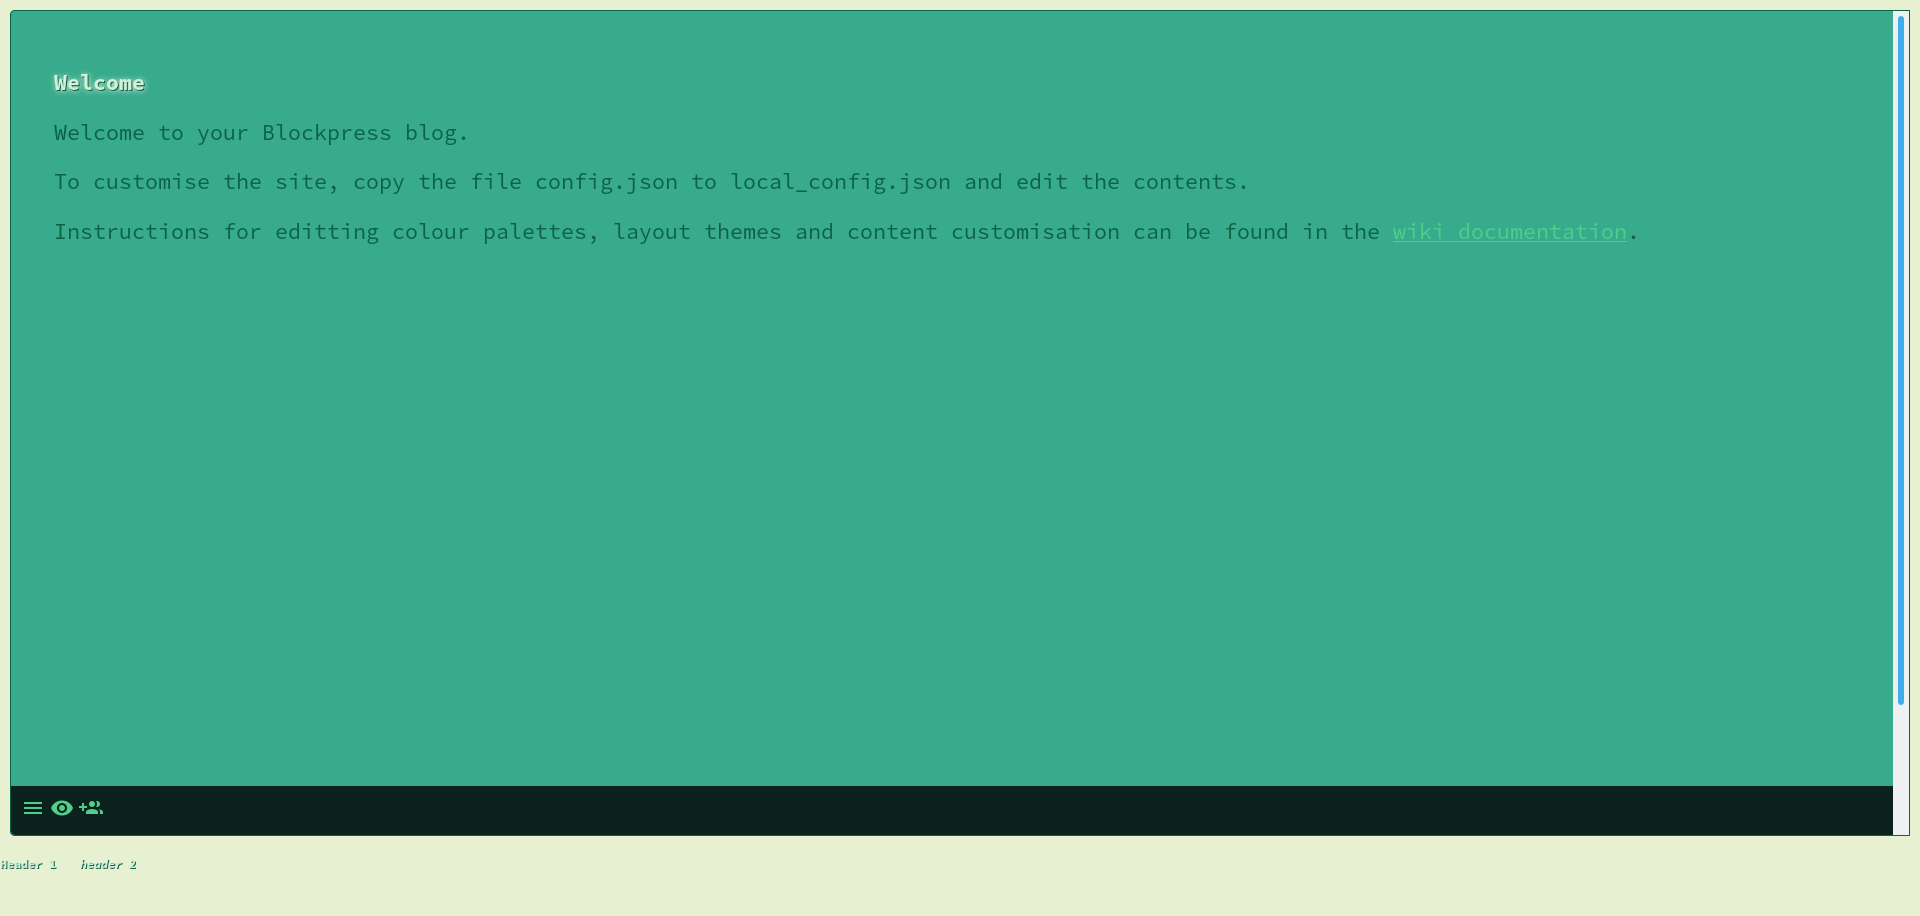 Welcome
Welcome to your Blockpress blog.
To customise the site, copy the file config.json to local_config.json and edit the contents.
Instructions for editting colour palettes, layout themes and content customisation can be found in the wiki documentation.
Header 1 header 2